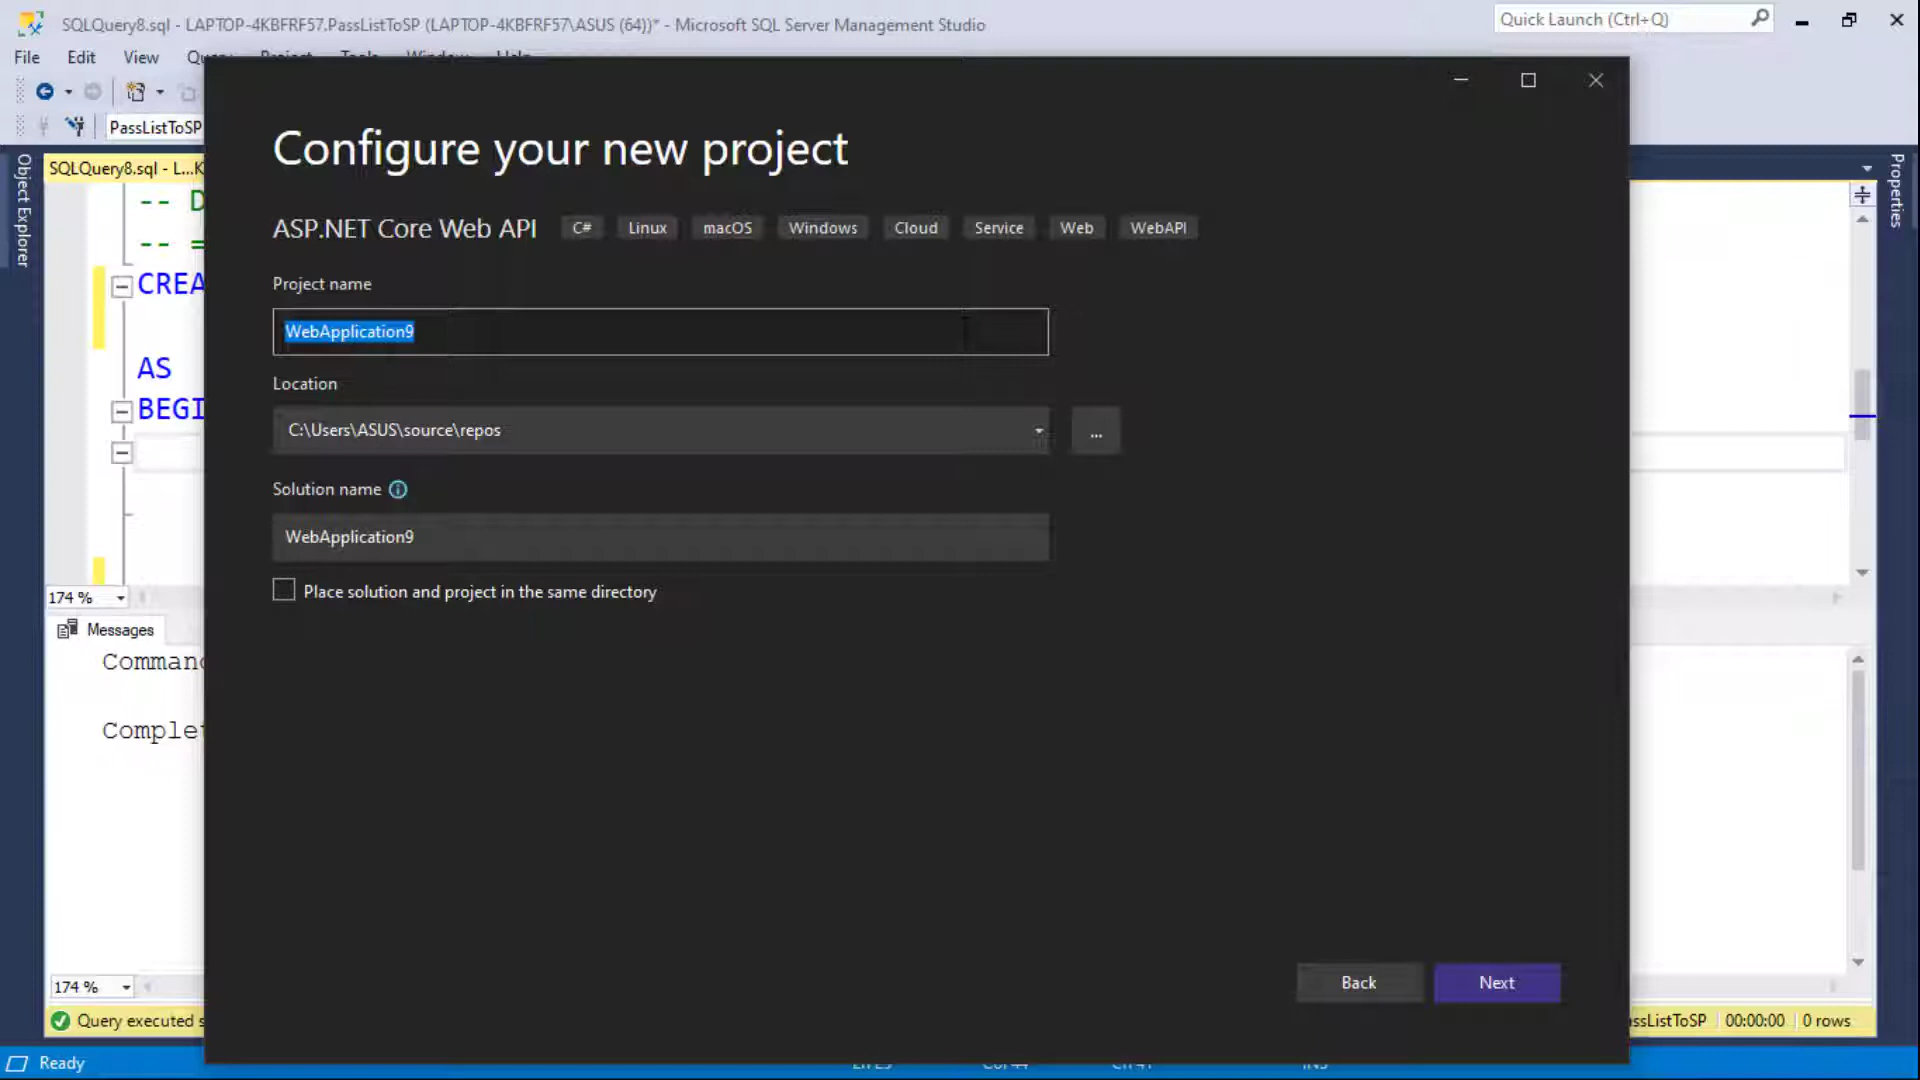 SQLQuery8.sql - LAPTOP-4KBFRF57.PassListToSP (LAPTOP-4KBFRF57\ASUS (64))* - Microsoft SQL Server Management Studio
Quick Launch (Ctrl+Q)
File Edit View
PassListToSP
Configure your new project
Object Explorer
SQLQuery8.sql - L...K
Properties
-- D
-- =
ASP.NET Core Web API C# Linux macOS Windows Cloud Service Web WebAPI
CREA
Project name
WebApplication9
AS
Location
BEGI
C:\Users\ASUS\source\repos
...
Solution name
WebApplication9
Place solution and project in the same directory
174 %
Messages
Comman
Complet
Back
Next
174 %
Query executed s
ssListToSP 00:00:00 0 rows
Ready